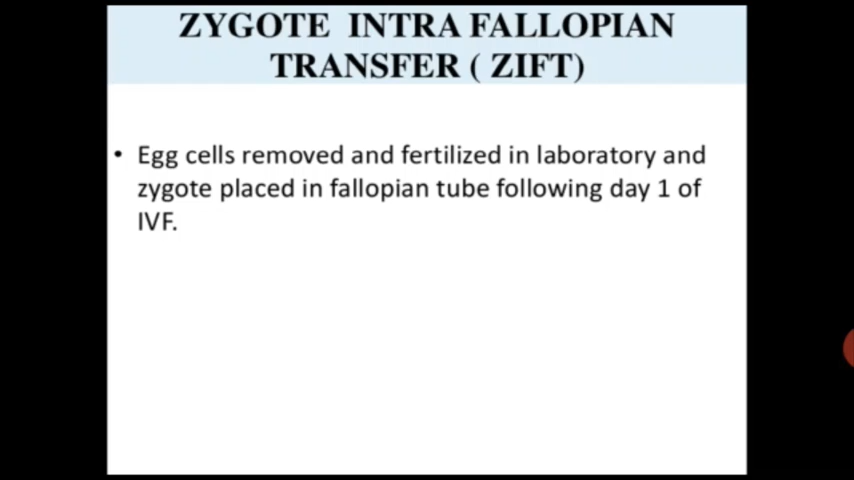 ZYGOTE INTRA FALLOPIAN
TRANSFER ( ZIFT)
• Egg cells removed and fertilized in laboratory and
zygote placed in fallopian tube following day 1 of
IVF.